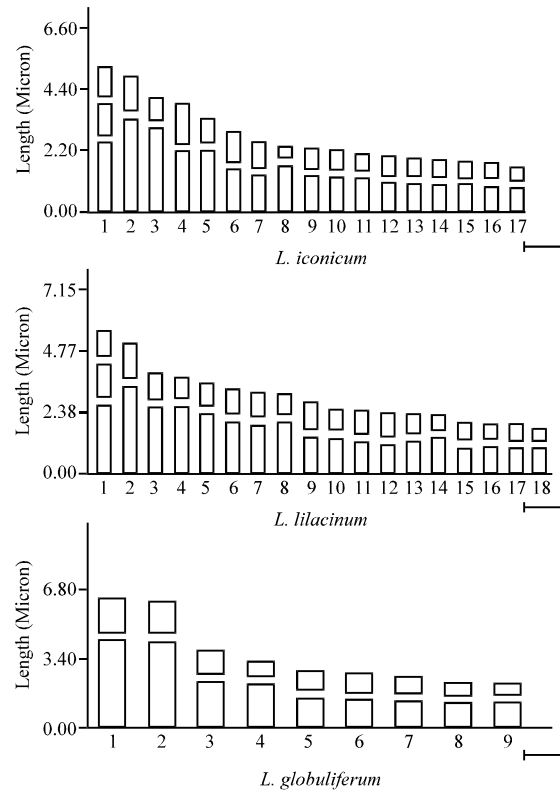 Length (Micron)
6.60
4.40
2.20
0.00
1 2 3 4 5 6 7 8 9 10 11 12 13 14 15 16 17
L. iconicum
Length (Micron)
7.15
4.77
2.38
0.00
1 2 3 4 5 6 7 8 9 10 11 12 13 14 15 16 17 18
L. lilacinum
Length (Micron)
6.80
3.40
0.00
1 2 3 4 5 6 7 8 9
L. globuliferum